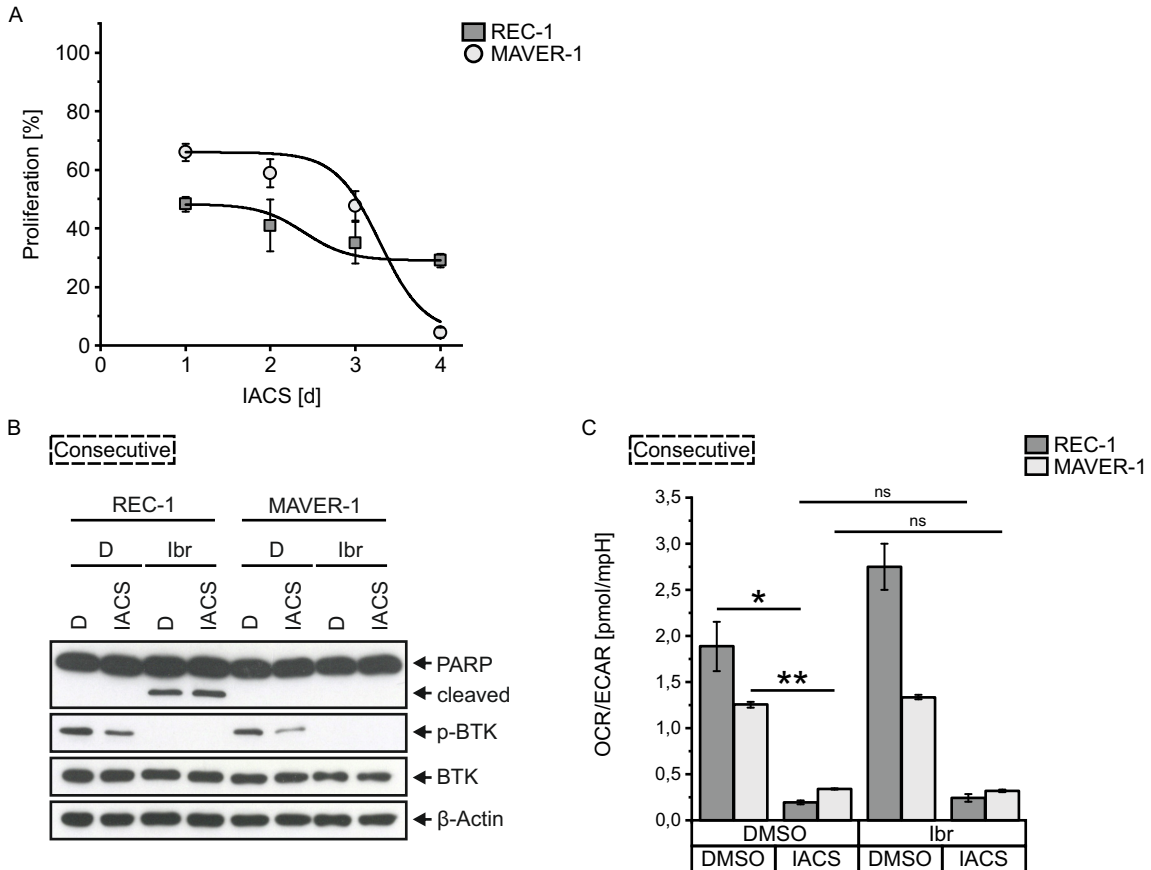 A
REC-1
MAVER-1
100
80
60
40
20
0
Proliferation [%]
0 1 2 3 4
IACS [d]
B
Consecutive
REC-1 MAVER-1
D Ibr D Ibr
D IACS D IACS D IACS D IACS
PARP
cleaved
p-BTK
BTK
β-Actin
C
Consecutive
REC-1
MAVER-1
OCR/ECAR [pmol/mpH]
3,5
3,0
2,5
2,0
1,5
1,0
0,5
0,0
ns
ns
*
**
DMSO Ibr
DMSO IACS DMSO IACS